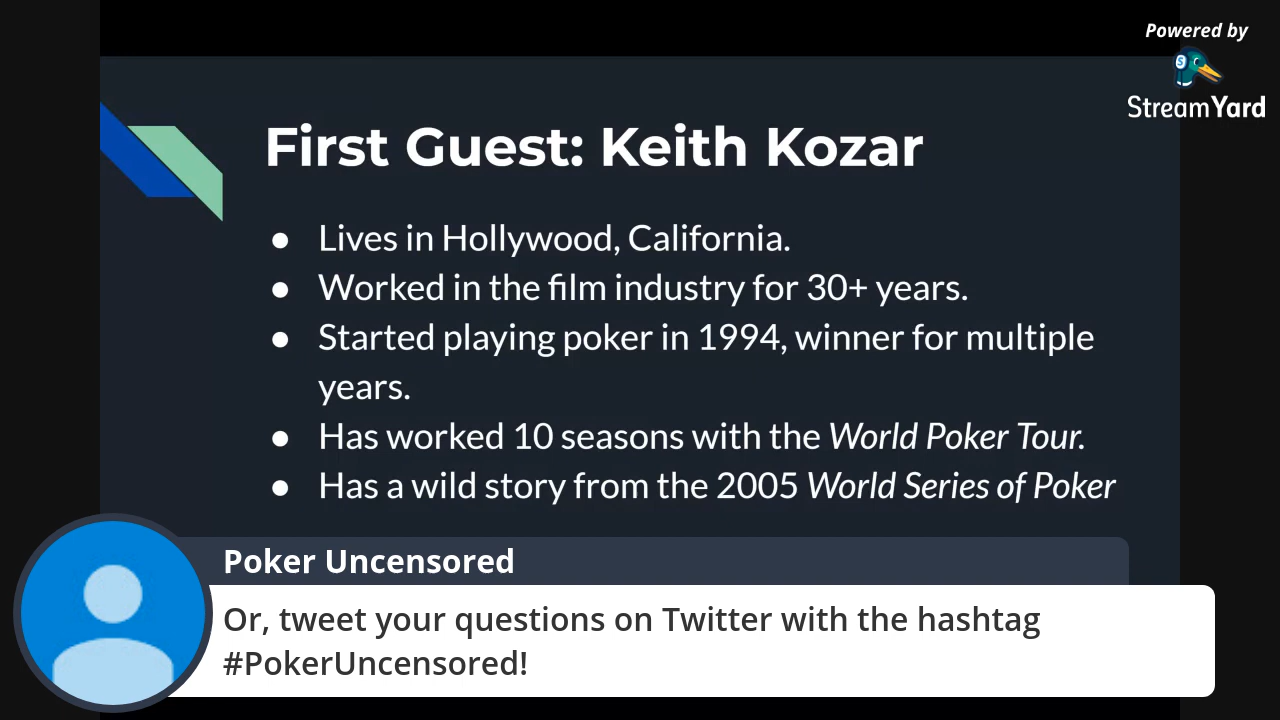 Powered by
StreamYard
First Guest: Keith Kozar
● Lives in Hollywood, California.
● Worked in the film industry for 30+ years.
● Started playing poker in 1994, winner for multiple
years.
● Has worked 10 seasons with the World Poker Tour.
● Has a wild story from the 2005 World Series of Poker
Poker Uncensored
Or, tweet your questions on Twitter with the hashtag
#PokerUncensored!